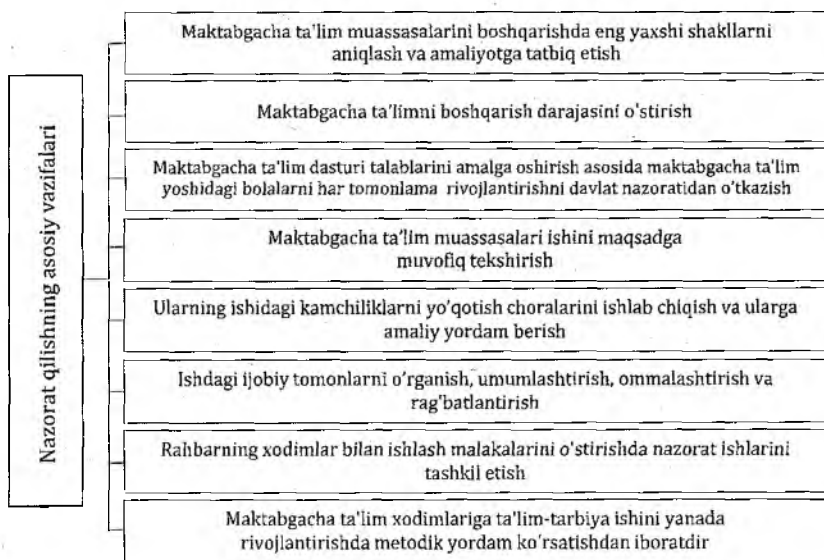 Nazorat qilishning asosiy vazifalari
Maktabgacha ta'lim muassasalarini boshqarishda eng yaxshi shakllarni
aniqlash va amaliyotga tatbiq etish
Maktabgacha ta'limni boshqarish darajasini o'stirish
Maktabgacha ta'lim dasturi talablarini amalga oshirish asosida maktabgacha ta'lim
yoshidagi bolalarni har tomonlama rivojlantirishni davlat nazoratidan o'tkazish
Maktabgacha ta'lim muassasalari ishini maqsadga
muvofiq tekshirish
Ularning ishidagi kamchiliklarni yo'qotish choralarini ishlab chiqish va ularga
amaliy yordam berish
Ishdagi ijobiy tomonlarni o'rganish, umumlashtirish, ommalashtirish va
rag'batlantirish
Rahbarning xodimlar bilan ishlash malakalarini o'stirishda nazorat ishlarini
tashkil etish
Maktabgacha ta'lim xodimlariga ta'lim-tarbiya ishini yanada
rivojlantirishda metodik yordam ko'rsatishdan iboratdir